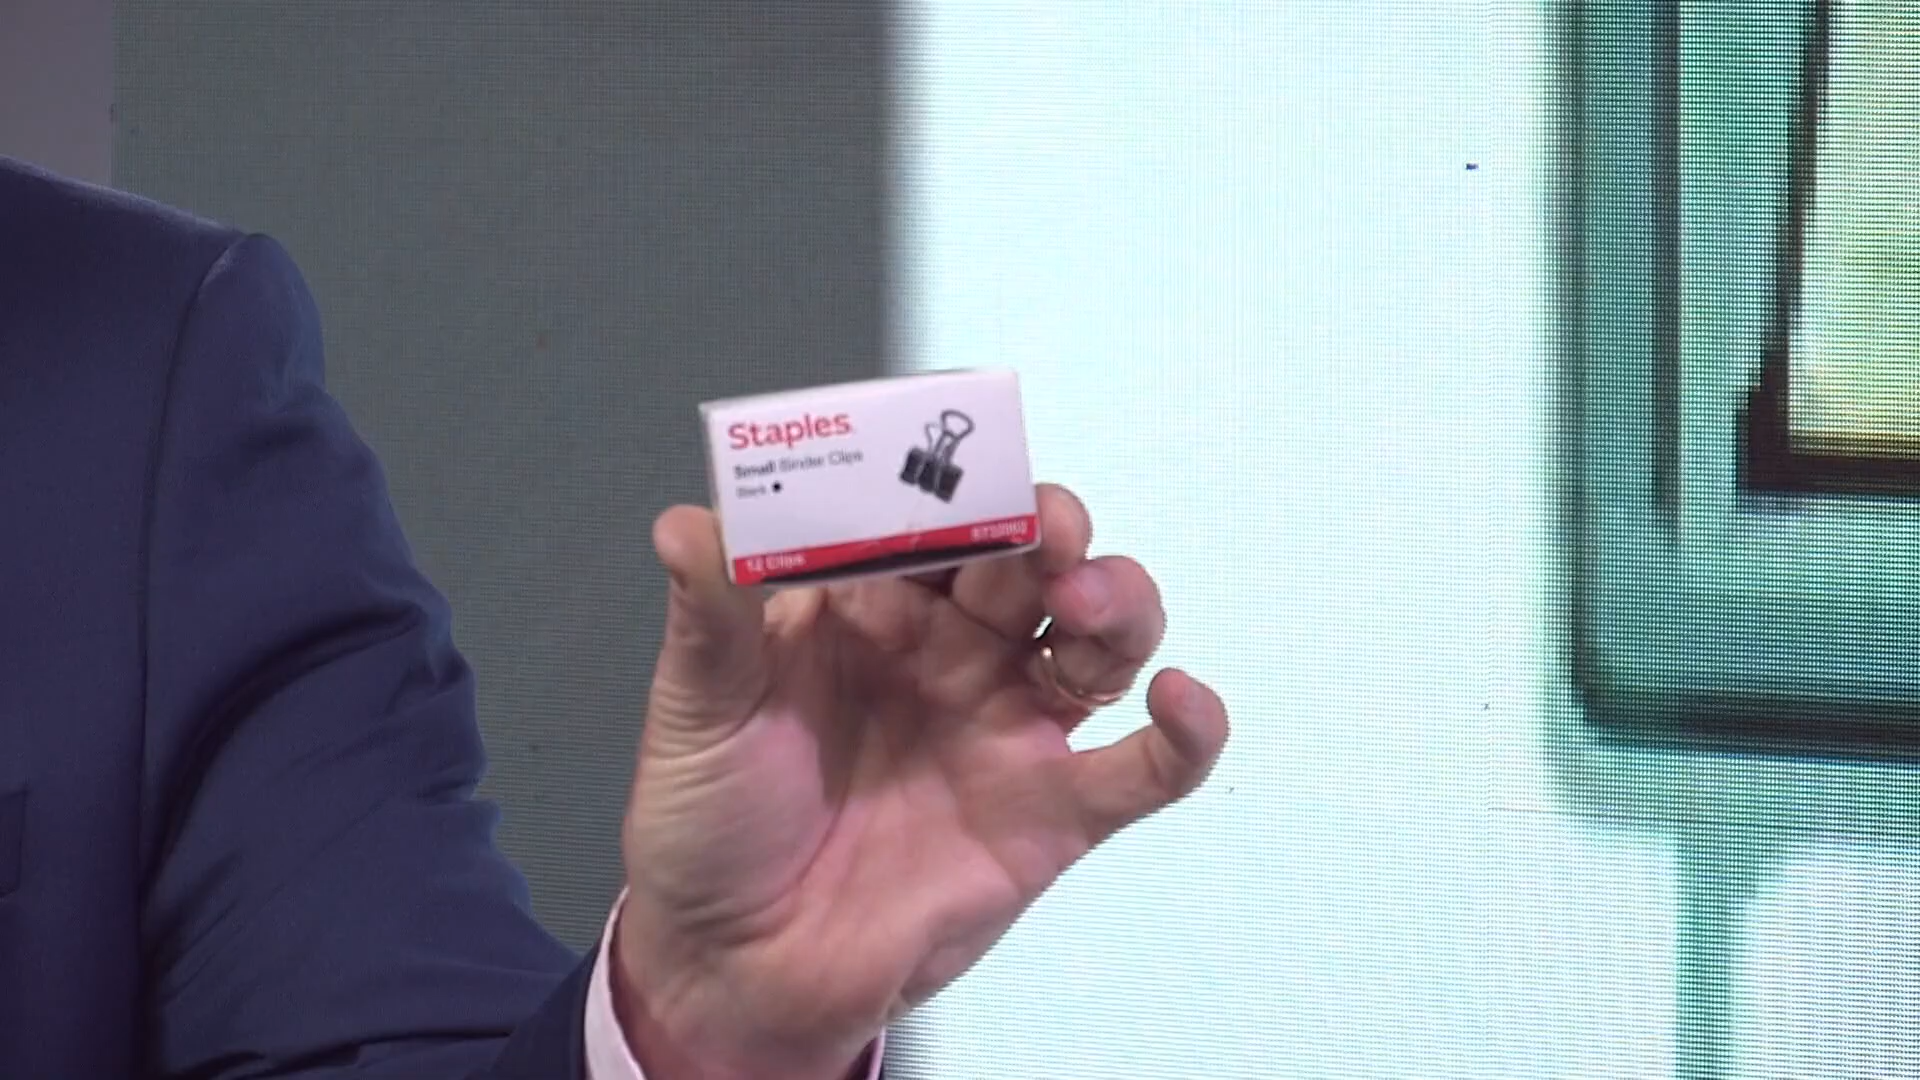 Staples
Small Binder Clips
Black
12 Clips